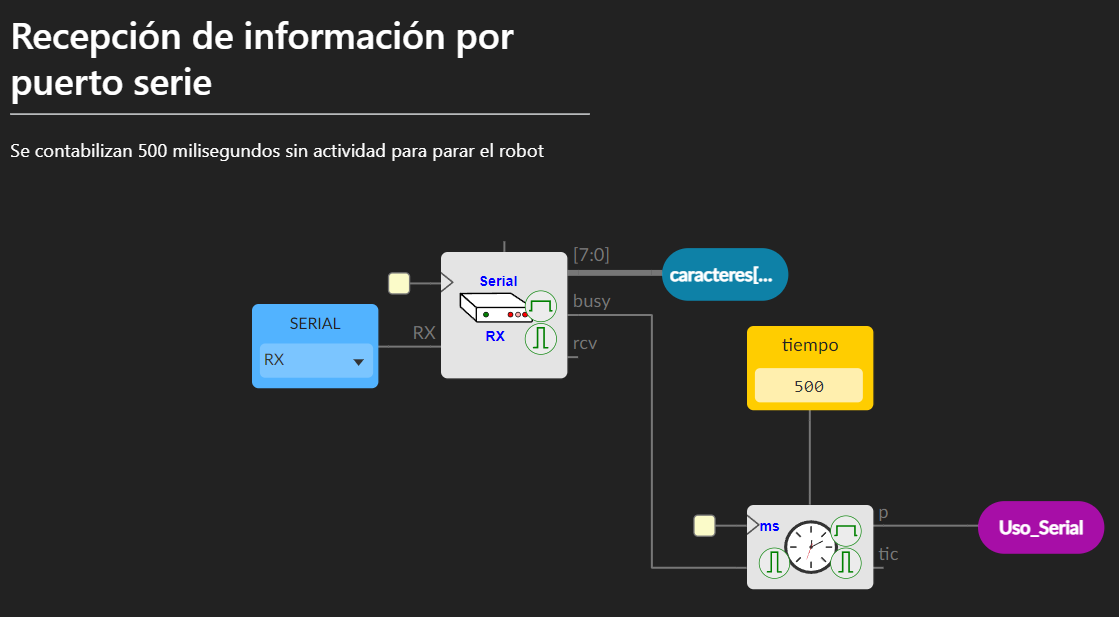 Recepción de información por
puerto serie
Se contabilizan 500 milisegundos sin actividad para parar el robot
[7:0]
Serial
caracteres[...
busy
SERIAL
RX
RX
rcv
RX
tiempo
500
p
ms
Uso_Serial
tic